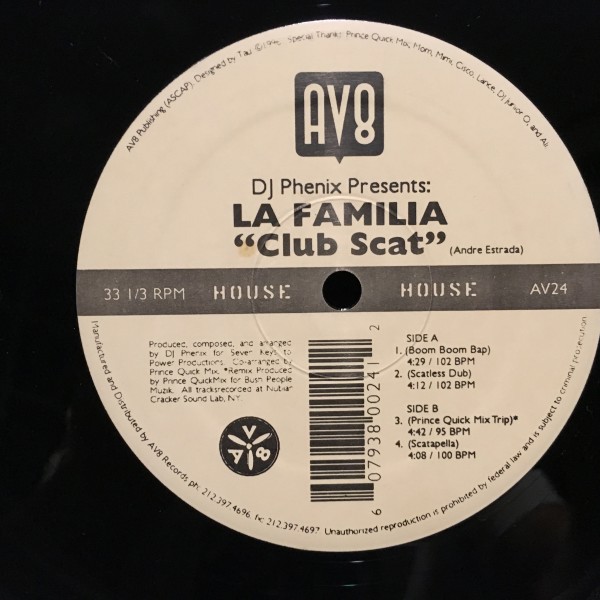 AV8 Publishing (ASCAP). Designed by Tau. ©1996 Special Thanks: Prince Quick Mix, Mom, Mimi, Cisco, Lance, DJ Junior O, and Ali
AV8
DJ Phenix Presents:
LA FAMILIA
“Club Scat” (Andre Estrada)
33 1/3 RPM HOUSE HOUSE AV24
Produced, composed, and arranged
by DJ Phenix for Seven Keys to
Power Productions. Co-arranged by
Prince Quick Mix. *Remix Produced
by Prince QuickMix for Bush People
Muzik. All tracksrecorded at Nubian
Cracker Sound Lab, NY.
AV8
6 07938 00241 2
SIDE A
1. (Boom Boom Bap)
4:29 / 102 BPM
2. (Scatless Dub)
4:12 / 102 BPM
SIDE B
3. (Prince Quick Mix Trip)*
4:42 / 95 BPM
4. (Scatapella)
4:08 / 100 BPM
Manufactured and Distributed by AV8 Records ph: 212.397.4696 fx: 212.397.4697 Unauthorized reproduction is prohibited by federal law and is subject to criminal prosecution